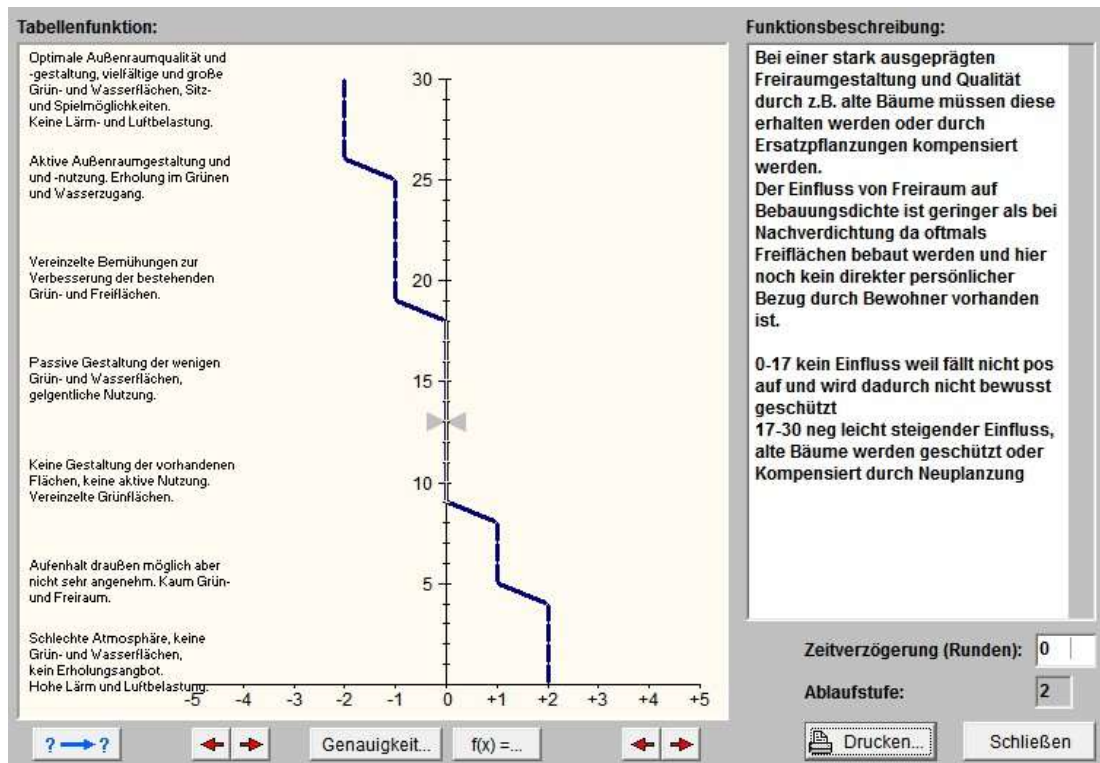 Tabellenfunktion:
Optimale Außenraumqualität und
-gestaltung, vielfältige und große
Grün- und Wasserflächen, Sitz-
und Spielmöglichkeiten.
Keine Lärm- und Luftbelastung.
Aktive Außenraumgestaltung und
und -nutzung. Erholung im Grünen
und Wasserzugang.
Vereinzelte Bemühungen zur
Verbesserung der bestehenden
Grün- und Freiflächen.
Passive Gestaltung der wenigen
Grün- und Wasserflächen,
gelgentliche Nutzung.
Keine Gestaltung der vorhandenen
Flächen, keine aktive Nutzung.
Vereinzelte Grünflächen.
Aufenhalt draußen möglich aber
nicht sehr angenehm. Kaum Grün-
und Freiraum.
Schlechte Atmosphäre, keine
Grün- und Wasserflächen,
kein Erholungsangbot.
Hohe Lärm und Luftbelastung.
30
25
20
15
10
5
-5 -4 -3 -2 -1 0 +1 +2 +3 +4 +5
? ?
Genauigkeit...
f(x) =...
Funktionsbeschreibung:
Bei einer stark ausgeprägten
Freiraumgestaltung und Qualität
durch z.B. alte Bäume müssen diese
erhalten werden oder durch
Ersatzpflanzungen kompensiert
werden.
Der Einfluss von Freiraum auf
Bebauungsdichte ist geringer als bei
Nachverdichtung da oftmals
Freiflächen bebaut werden und hier
noch kein direkter persönlicher
Bezug durch Bewohner vorhanden
ist.
0-17 kein Einfluss weil fällt nicht pos
auf und wird dadurch nicht bewusst
geschützt
17-30 neg leicht steigender Einfluss,
alte Bäume werden geschützt oder
Kompensiert durch Neuplanzung
Zeitverzögerung (Runden): 0
Ablaufstufe: 2
Drucken...
Schließen